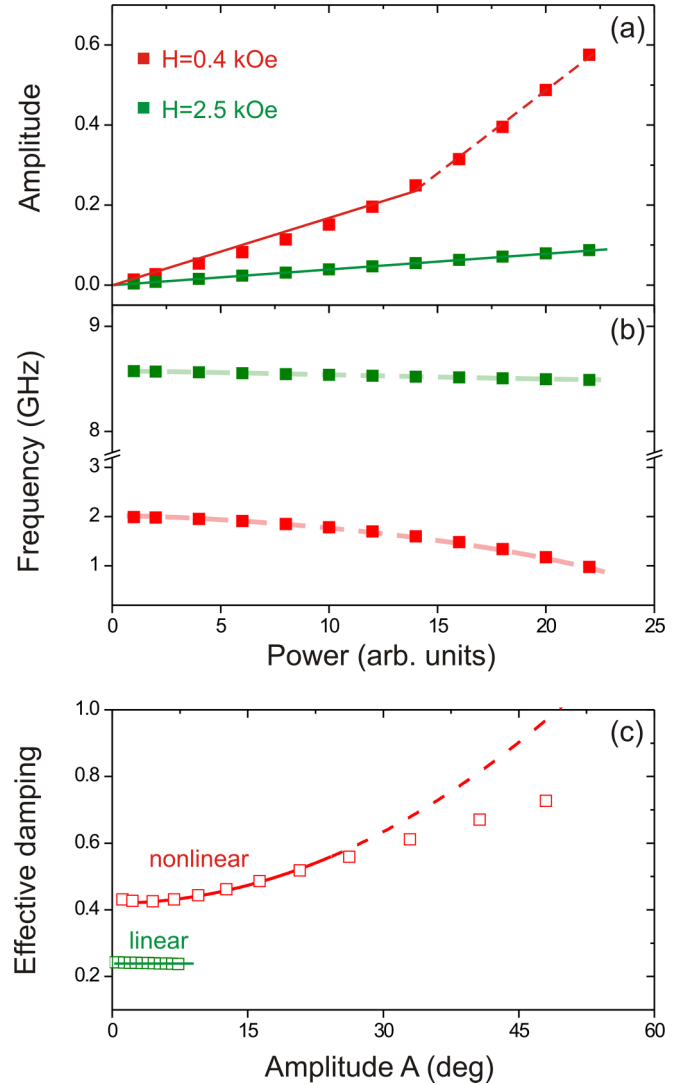 (a)
H=0.4 kOe
H=2.5 kOe
Amplitude
0.6
0.4
0.2
0.0
(b)
Frequency (GHz)
9
8
3
2
1
0 5 10 15 20 25
Power (arb. units)
(c)
Effective damping
1.0
0.8
0.6
0.4
0.2
nonlinear
linear
0 15 30 45 60
Amplitude A (deg)